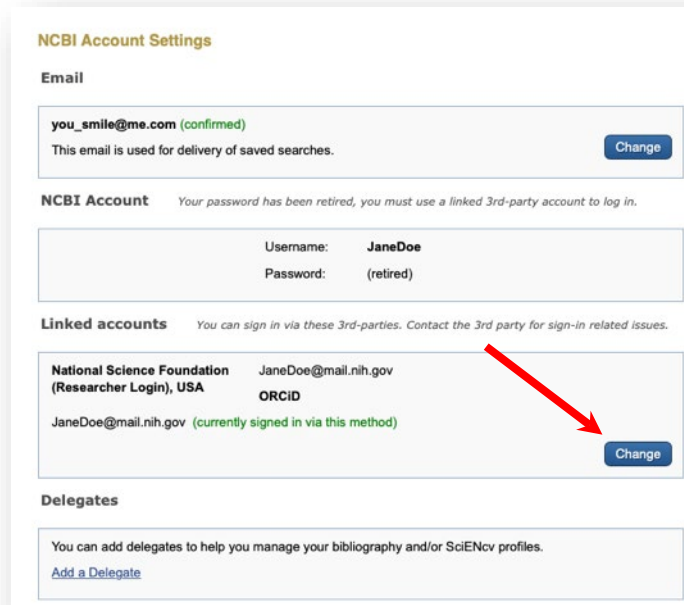 NCBI Account Settings
Email
you_smile@me.com (confirmed)
This email is used for delivery of saved searches.
Change
NCBI Account Your password has been retired, you must use a linked 3rd-party account to log in.
Username: JaneDoe
Password: (retired)
Linked accounts You can sign in via these 3rd-parties. Contact the 3rd party for sign-in related issues.
National Science Foundation JaneDoe@mail.nih.gov
(Researcher Login), USA ORCiD
JaneDoe@mail.nih.gov (currently signed in via this method)
Change
Delegates
You can add delegates to help you manage your bibliography and/or SciENcv profiles.
Add a Delegate